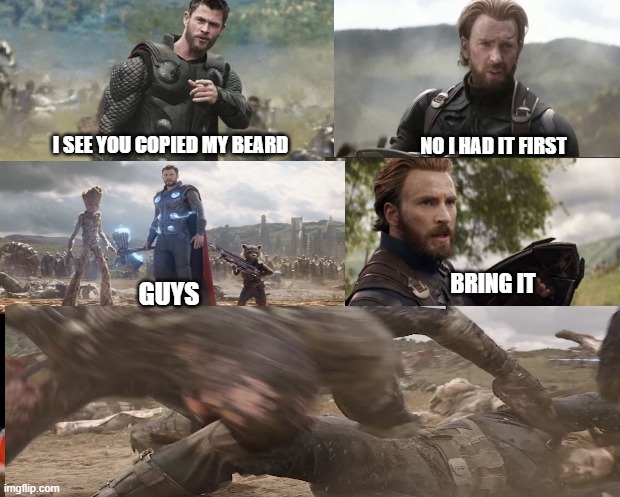 I SEE YOU COPIED MY BEARD
NO I HAD IT FIRST
GUYS
BRING IT
imgflip.com